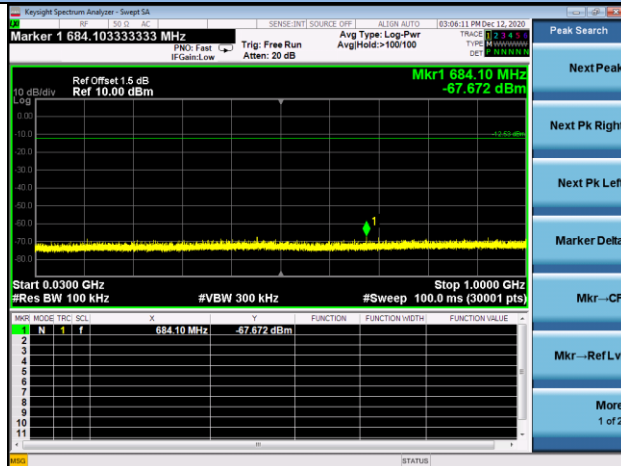 Keysight Spectrum Analyzer - Swept SA
RF 50 Ω AC SENSE:INT SOURCE OFF ALIGN AUTO 03:06:11 PM Dec 12, 2020
Marker 1 684.103333333 MHz
PNO: Fast
IFGain:Low
Trig: Free Run
Atten: 20 dB
Avg Type: Log-Pwr
Avg|Hold:>100/100
TRACE 1 2 3 4 5 6
TYPE M W W W W W
DET P N N N N N
Peak Search
Next Peak
Next Pk Right
Next Pk Left
Marker Delta
Mkr→CF
Mkr→Ref Lv
More
1 of 2
Ref Offset 1.5 dB
Ref 10.00 dBm
10 dB/div
Log
Mkr1 684.10 MHz
-67.672 dBm
0.00
-10.0
-12.53 dBm
-20.0
-30.0
-40.0
-50.0
-60.0
-70.0
-80.0
1
Start 0.0300 GHz
Stop 1.0000 GHz
#Res BW 100 kHz
#VBW 300 kHz
#Sweep 100.0 ms (30001 pts)
MKR MODE TRC SCL X Y FUNCTION FUNCTION WIDTH FUNCTION VALUE
1 N 1 f 684.10 MHz -67.672 dBm
2
3
4
5
6
7
8
9
10
11
MSG
STATUS